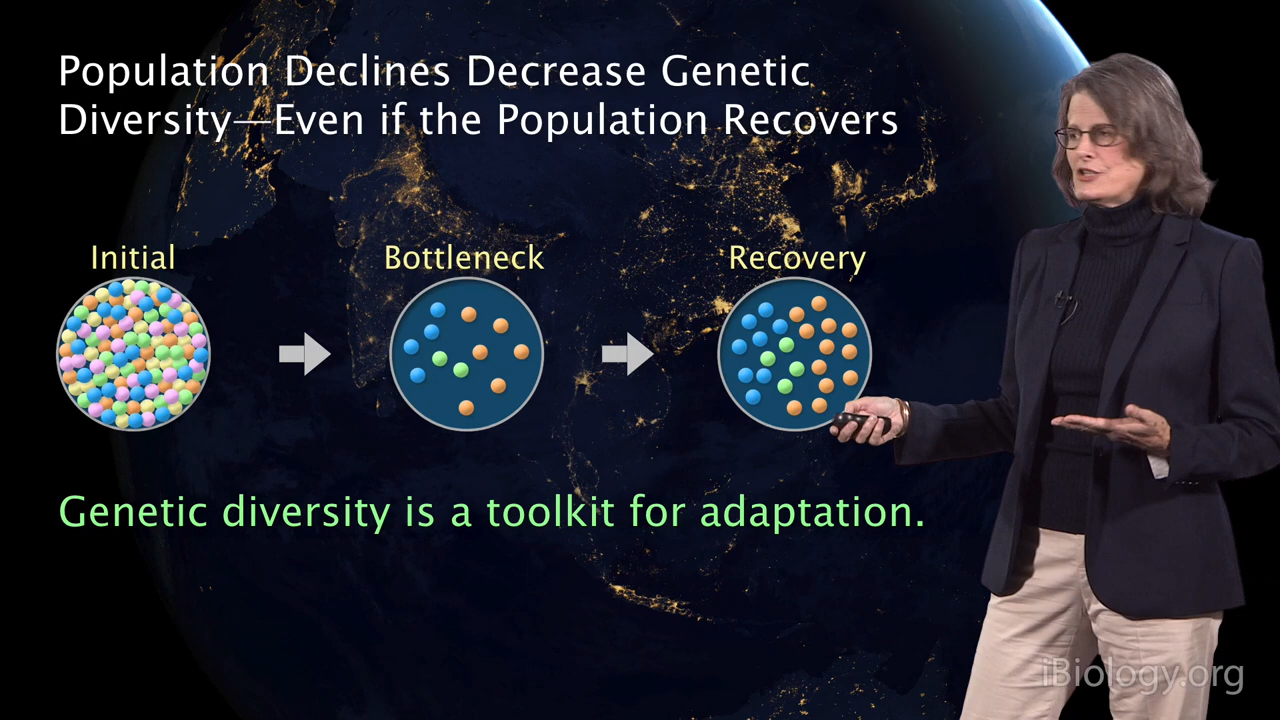 Population Declines Decrease Genetic
Diversity—Even if the Population Recovers
Initial
Bottleneck
Recovery
Genetic diversity is a toolkit for adaptation.
iBiology.org